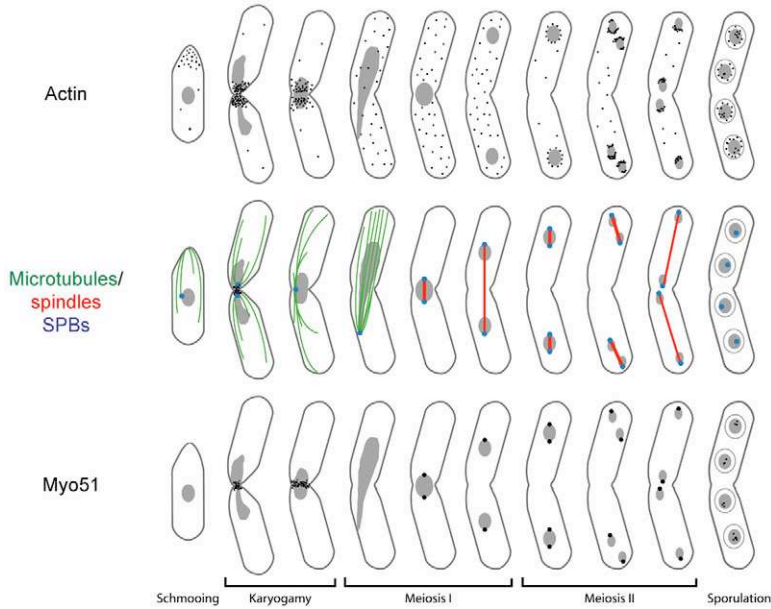 Actin
Microtubules/
spindles
SPBs
Myo51
Schmooing
Karyogamy
Meiosis I
Meiosis II
Sporulation